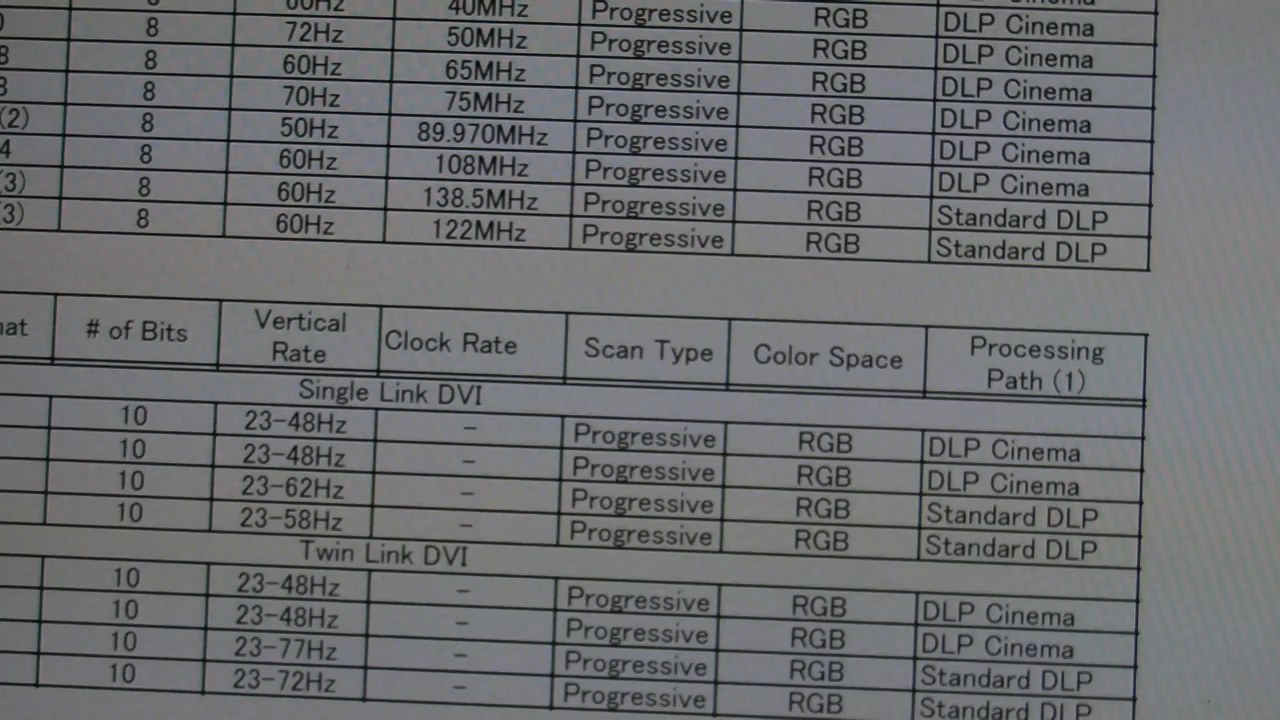 60Hz 40MHz Progressive RGB DLP Cinema
8 72Hz 50MHz Progressive RGB DLP Cinema
8 60Hz 65MHz Progressive RGB DLP Cinema
8 70Hz 75MHz Progressive RGB DLP Cinema
(2) 8 50Hz 89.970MHz Progressive RGB DLP Cinema
4 8 60Hz 108MHz Progressive RGB DLP Cinema
(3) 8 60Hz 138.5MHz Progressive RGB Standard DLP
(3) 8 60Hz 122MHz Progressive RGB Standard DLP
nat # of Bits Vertical Rate Clock Rate Scan Type Color Space Processing Path (1)
Single Link DVI
10 23-48Hz - Progressive RGB DLP Cinema
10 23-48Hz - Progressive RGB DLP Cinema
10 23-62Hz - Progressive RGB Standard DLP
10 23-58Hz - Progressive RGB Standard DLP
Twin Link DVI
10 23-48Hz - Progressive RGB DLP Cinema
10 23-48Hz - Progressive RGB DLP Cinema
10 23-77Hz - Progressive RGB Standard DLP
10 23-72Hz - Progressive RGB Standard DLP